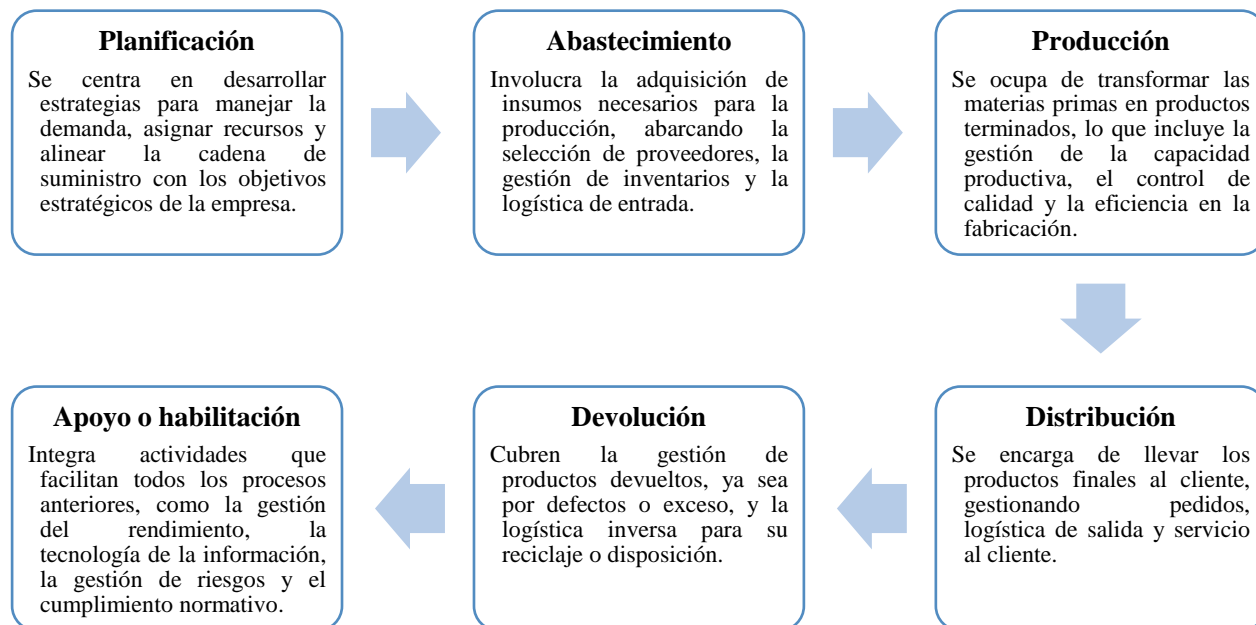 Planificación
Se centra en desarrollar
estrategias para manejar la
demanda, asignar recursos y
alinear la cadena de
suministro con los objetivos
estratégicos de la empresa.
Abastecimiento
Involucra la adquisición de
insumos necesarios para la
producción, abarcando la
selección de proveedores, la
gestión de inventarios y la
logística de entrada.
Producción
Se ocupa de transformar las
materias primas en productos
terminados, lo que incluye la
gestión de la capacidad
productiva, el control de
calidad y la eficiencia en la
fabricación.
Distribución
Se encarga de llevar los
productos finales al cliente,
gestionando pedidos,
logística de salida y servicio
al cliente.
Devolución
Cubren la gestión de
productos devueltos, ya sea
por defectos o exceso, y la
logística inversa para su
reciclaje o disposición.
Apoyo o habilitación
Integra actividades que
facilitan todos los procesos
anteriores, como la gestión
del rendimiento, la
tecnología de la información,
la gestión de riesgos y el
cumplimiento normativo.